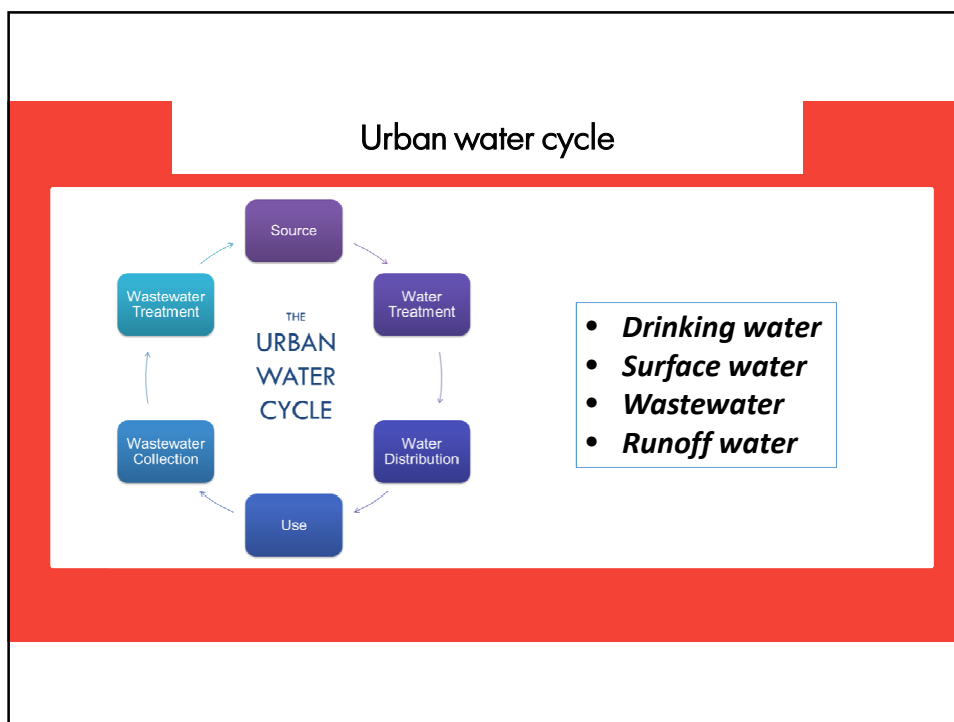 Urban water cycle
Source
Water
Treatment
Water
Distribution
Use
Wastewater
Collection
Wastewater
Treatment
THE
URBAN
WATER
CYCLE
• Drinking water
• Surface water
• Wastewater
• Runoff water